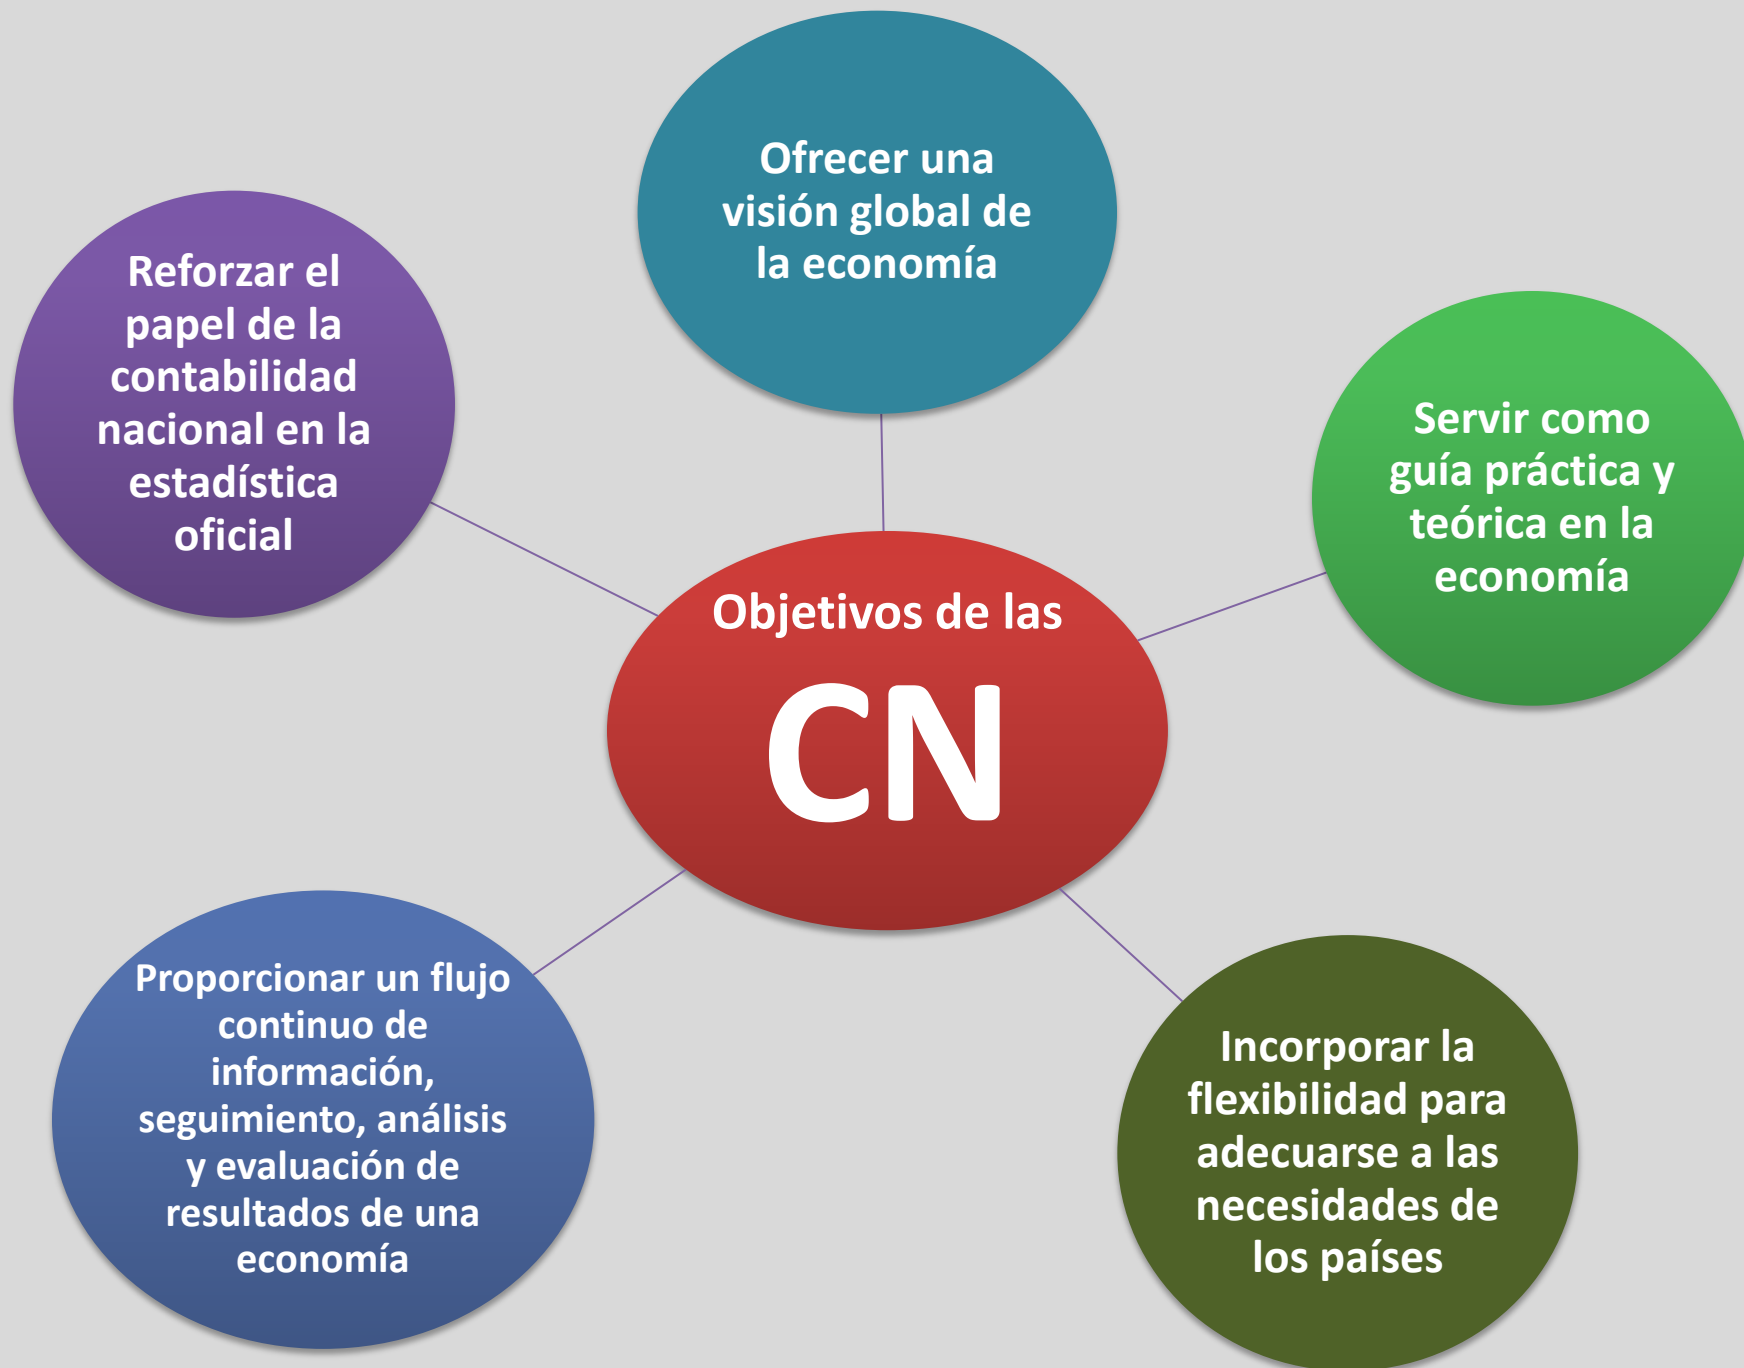 Ofrecer una
visión global de
la economía
Reforzar el
papel de la
contabilidad
nacional en la
estadística
oficial
Servir como
guía práctica y
teórica en la
economía
Objetivos de las
CN
Proporcionar un flujo
continuo de
información,
seguimiento, análisis
y evaluación de
resultados de una
economía
Incorporar la
flexibilidad para
adecuarse a las
necesidades de
los países